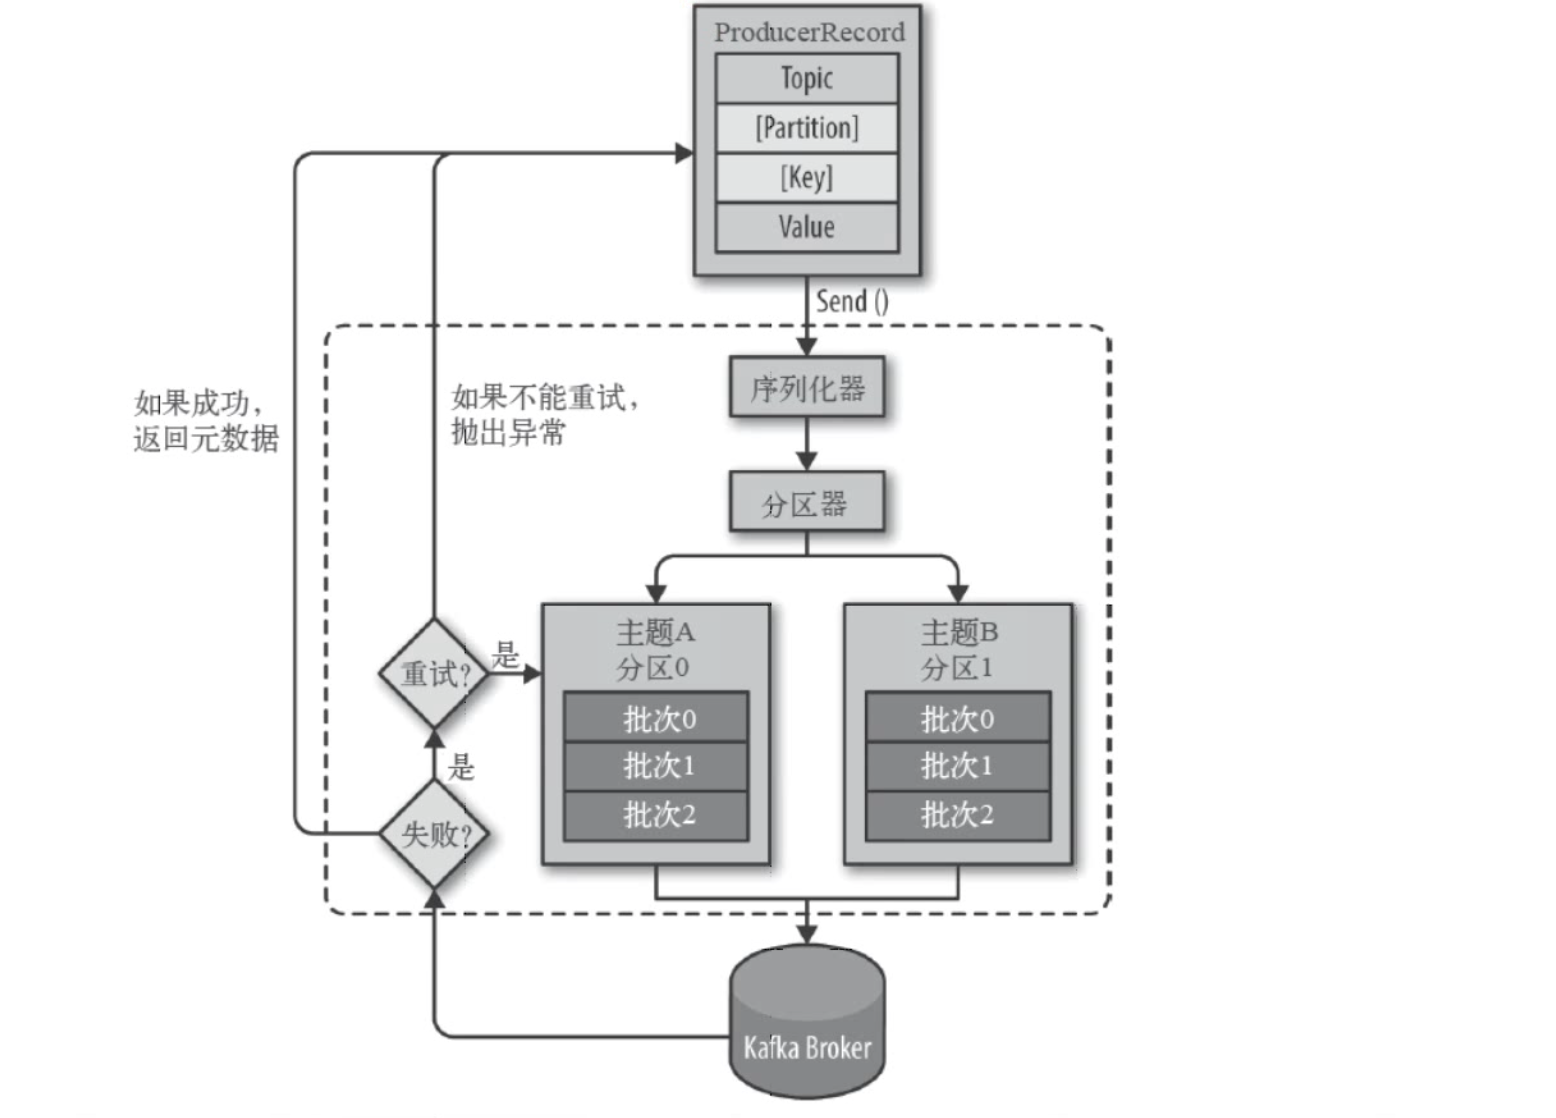 ProducerRecord
Topic
[Partition]
[Key]
Value
Send ()
序列化器
分区器
如果成功，
返回元数据
如果不能重试，
抛出异常
重试?
是
失败?
是
主题A
分区0
批次0
批次1
批次2
主题B
分区1
批次0
批次1
批次2
Kafka Broker